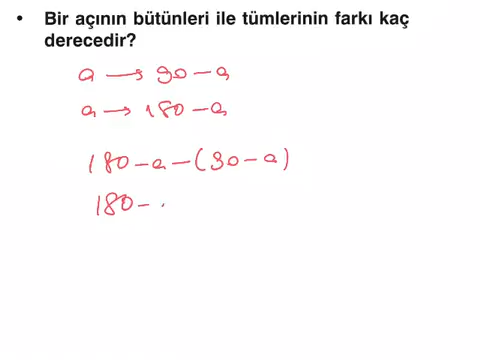 • Bir açının bütünleri ile tümlerinin farkı kaç
derecedir?
a → 90-a
a → 180-a
180-a-(90-a)
180-